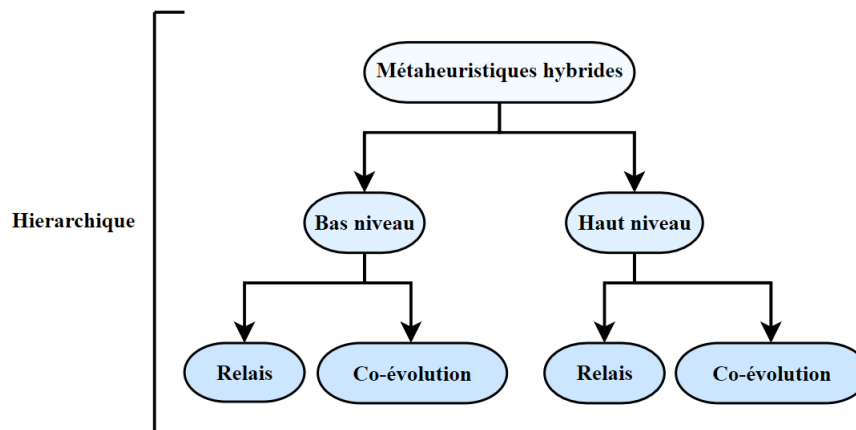 Métaheuristiques hybrides
Hierarchique
Bas niveau
Haut niveau
Relais
Co-évolution
Relais
Co-évolution